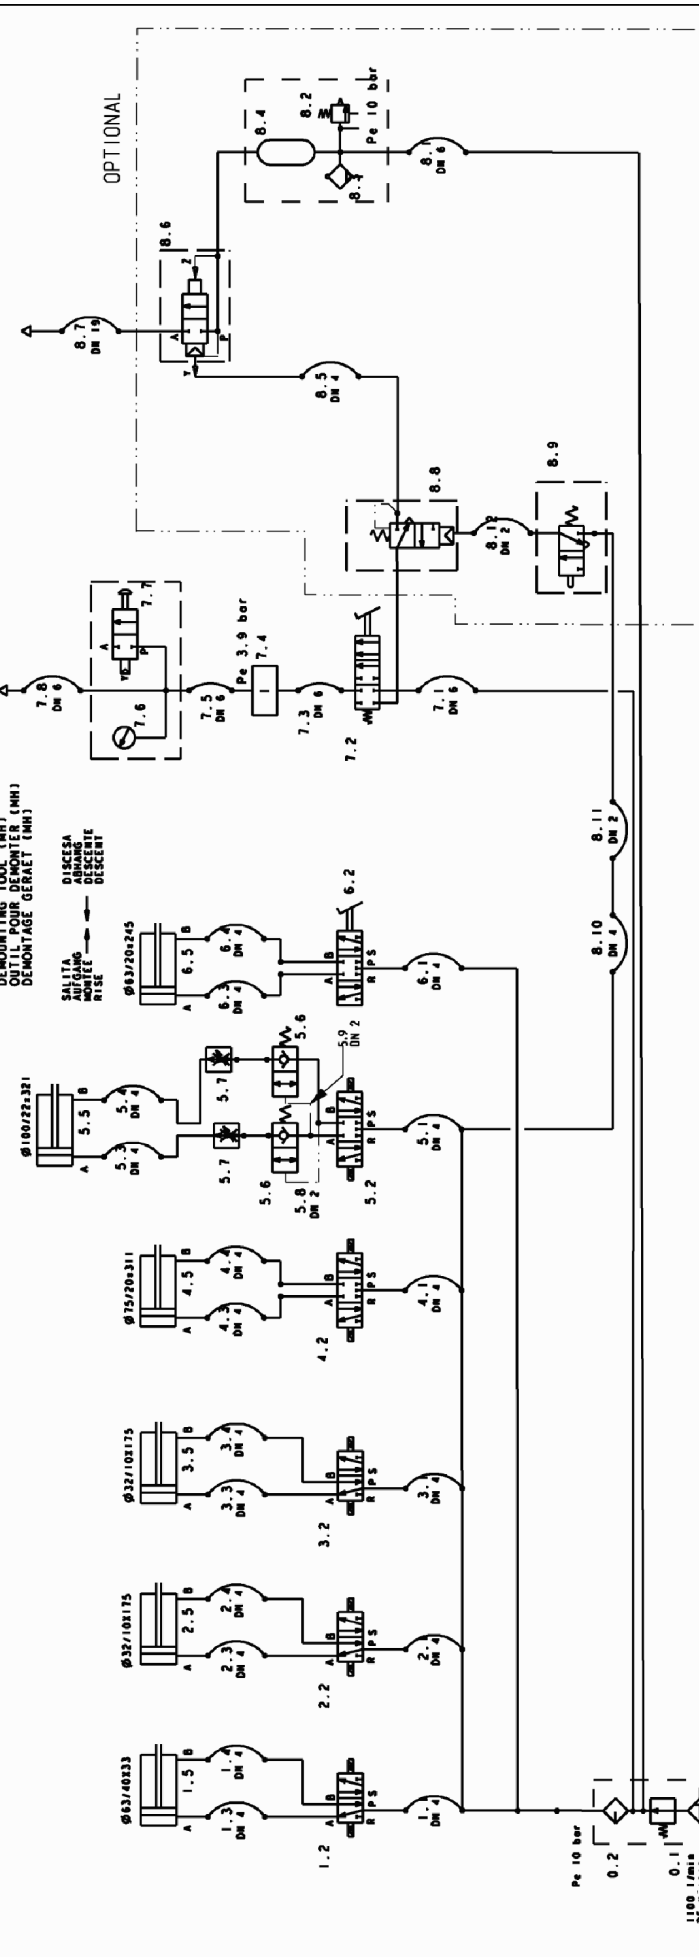 OPTIONAL
8.4
8.2
Pe 10 bar
8.3
8.1
DN 6
8.6
Z
A
P
Y
8.7
DN 19
8.5
DN 4
8.8
8.9
8.12
DN 2
7.7
A
P
Y
7.6
7.8
DN 6
7.5
DN 6
Pe 3.9 bar
7.4
7.3
DN 6
7.2
7.1
DN 6
OUTIL POUR DEMONTER (MH)
DEMONTAGE GERAET (MH)
SALITA
AUFGANG
MONTEE
RISE
DISCESA
ABHANG
DESCENTE
DESCENT
8.11
DN 2
8.10
DN 4
Ø63/20x245
A
B
6.5
6.3
DN 4
6.4
DN 4
6.2
A
B
R P S
6.1
DN 4
Ø100/22x321
A
B
5.5
5.3
DN 4
5.4
DN 4
5.7
5.7
5.6
5.6
5.8
DN 2
5.9
DN 2
A
B
R P S
5.2
5.1
DN 4
Ø75/20x311
A
B
4.5
4.3
DN 4
4.4
DN 4
A
B
R P S
4.2
4.1
DN 4
Ø32/10X175
A
B
3.5
3.3
DN 4
3.4
DN 4
A
B
R P S
3.2
3.1
DN 4
Ø32/10X175
A
B
2.5
2.3
DN 4
2.4
DN 4
A
B
R P S
2.2
2.1
DN 4
Ø63/40X33
A
B
1.5
1.3
DN 4
1.4
DN 4
A
B
R P S
1.2
1.1
DN 4
Pe 10 bar
0.2
0.1
1100 l/min